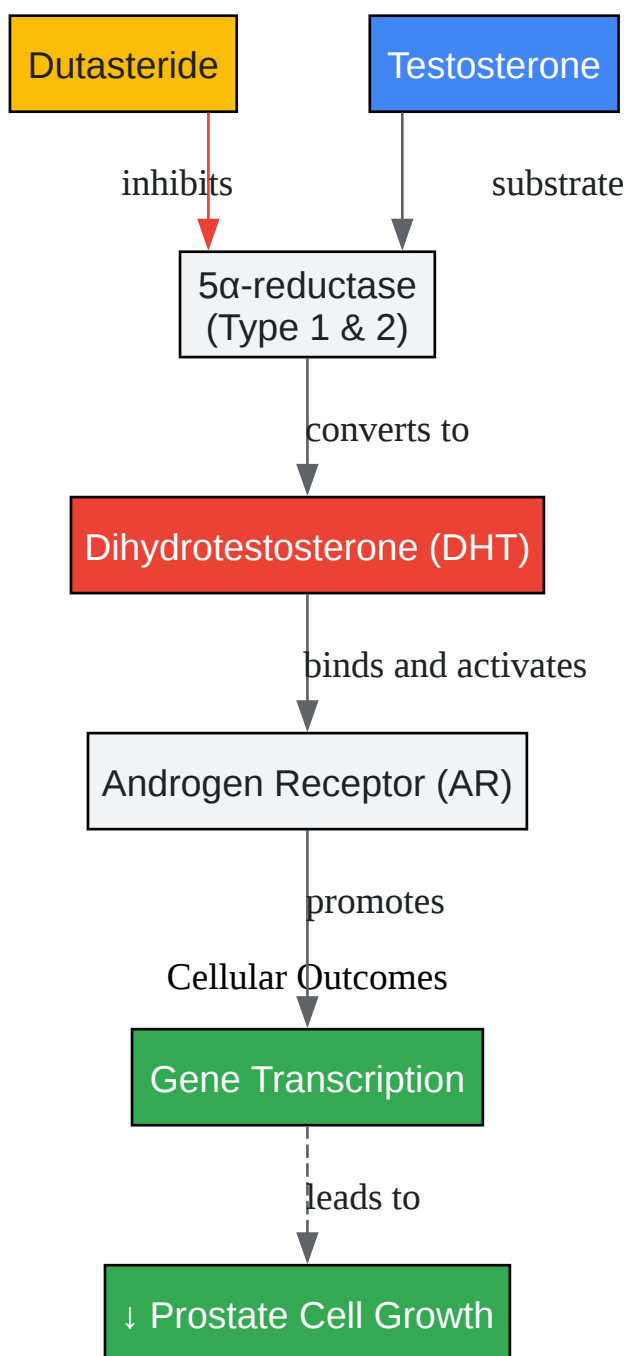 Dutasteride
Testosterone
inhibits
substrate
5α-reductase
(Type 1 & 2)
converts to
Dihydrotestosterone (DHT)
binds and activates
Androgen Receptor (AR)
promotes
Cellular Outcomes
Gene Transcription
leads to
↓ Prostate Cell Growth